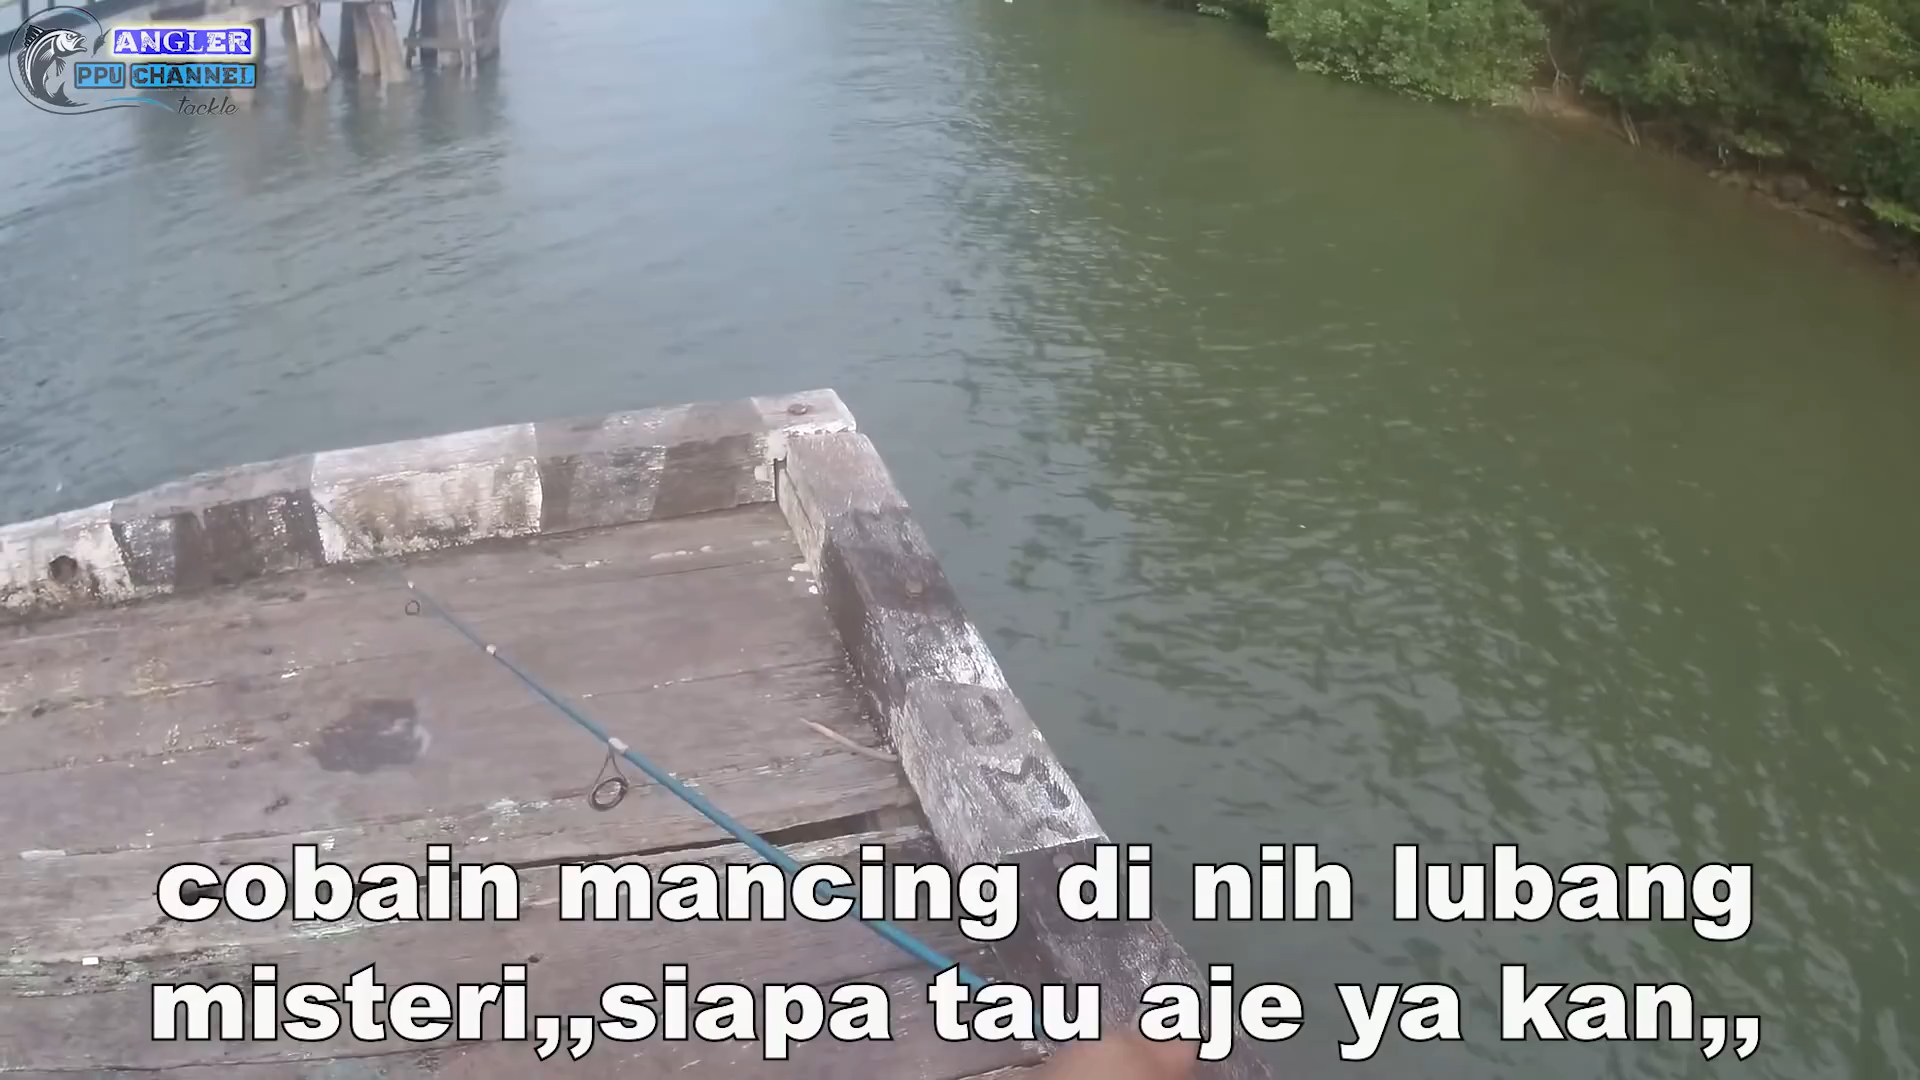 ANGLER
PPU CHANNEL
tackle
cobain mancing di nih lubang
misteri,,siapa tau aje ya kan,,